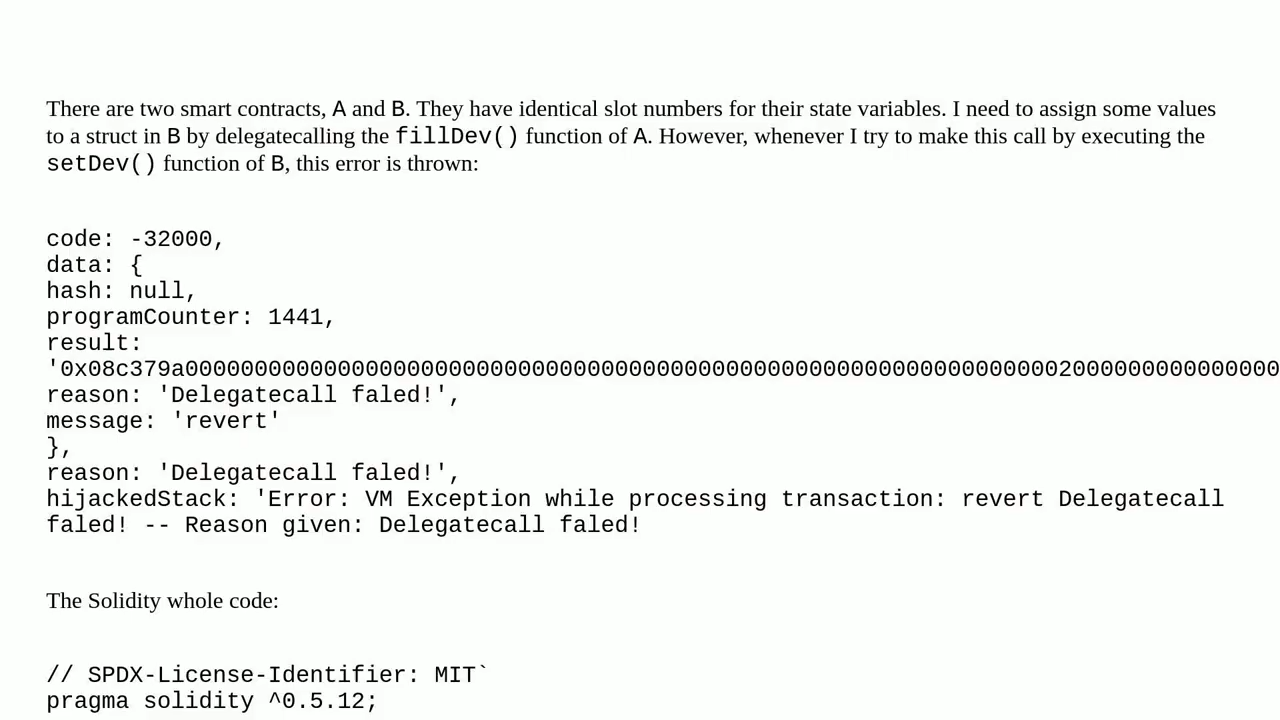 There are two smart contracts, A and B. They have identical slot numbers for their state variables. I need to assign some values
to a struct in B by delegatecalling the fillDev() function of A. However, whenever I try to make this call by executing the
setDev() function of B, this error is thrown:
code: -32000,
data: {
hash: null,
programCounter: 1441,
result:
'0x08c379a000000000000000000000000000000000000000000000000000000000000000200000000000000000
reason: 'Delegatecall faled!',
message: 'revert'
},
reason: 'Delegatecall faled!',
hijackedStack: 'Error: VM Exception while processing transaction: revert Delegatecall
faled! -- Reason given: Delegatecall faled!
The Solidity whole code:
// SPDX-License-Identifier: MIT`
pragma solidity ^0.5.12;